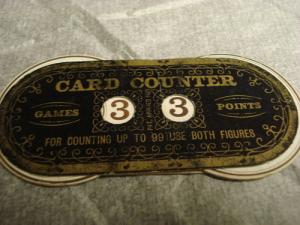 CARD COUNTER
GAMES 3 3 POINTS
FOR COUNTING UP TO 99 USE BOTH FIGURES